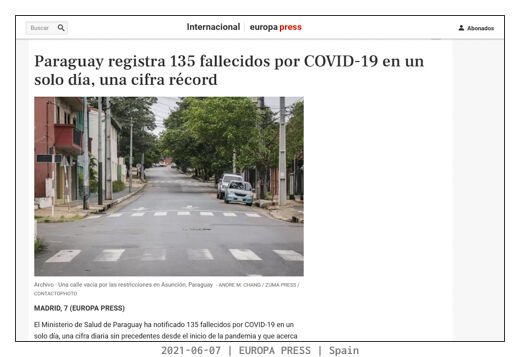 Buscar
Internacional europa press
Abonados
Paraguay registra 135 fallecidos por COVID-19 en un
solo día, una cifra récord
Archivo - Una calle vacía por las restricciones en Asunción, Paraguay - ANDRE M. CHANG / ZUMA PRESS /
CONTACTOPHOTO
MADRID, 7 (EUROPA PRESS)
El Ministerio de Salud de Paraguay ha notificado 135 fallecidos por COVID-19 en un
solo día, una cifra diaria sin precedentes desde el inicio de la pandemia y que acerca
2021-06-07 | EUROPA PRESS | Spain